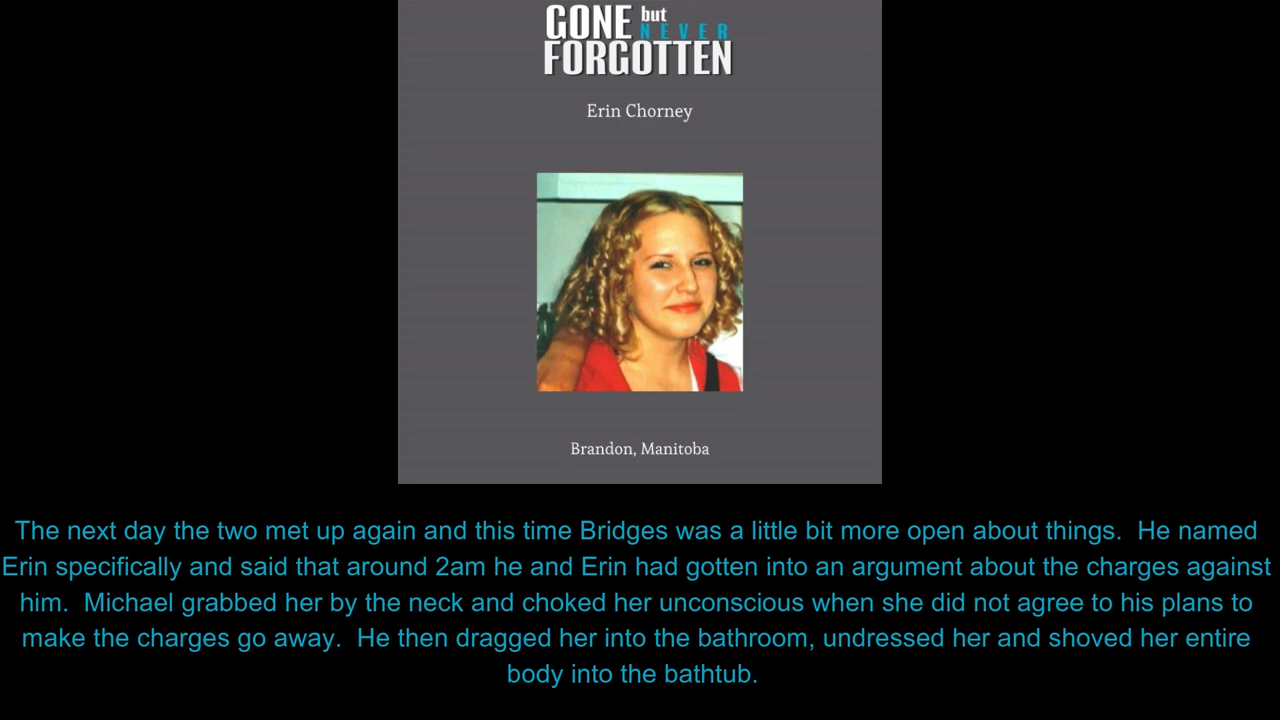 GONE but
NEVER
FORGOTTEN
Erin Chorney
Brandon, Manitoba
The next day the two met up again and this time Bridges was a little bit more open about things.  He named
Erin specifically and said that around 2am he and Erin had gotten into an argument about the charges against
him.  Michael grabbed her by the neck and choked her unconscious when she did not agree to his plans to
make the charges go away.  He then dragged her into the bathroom, undressed her and shoved her entire
body into the bathtub.